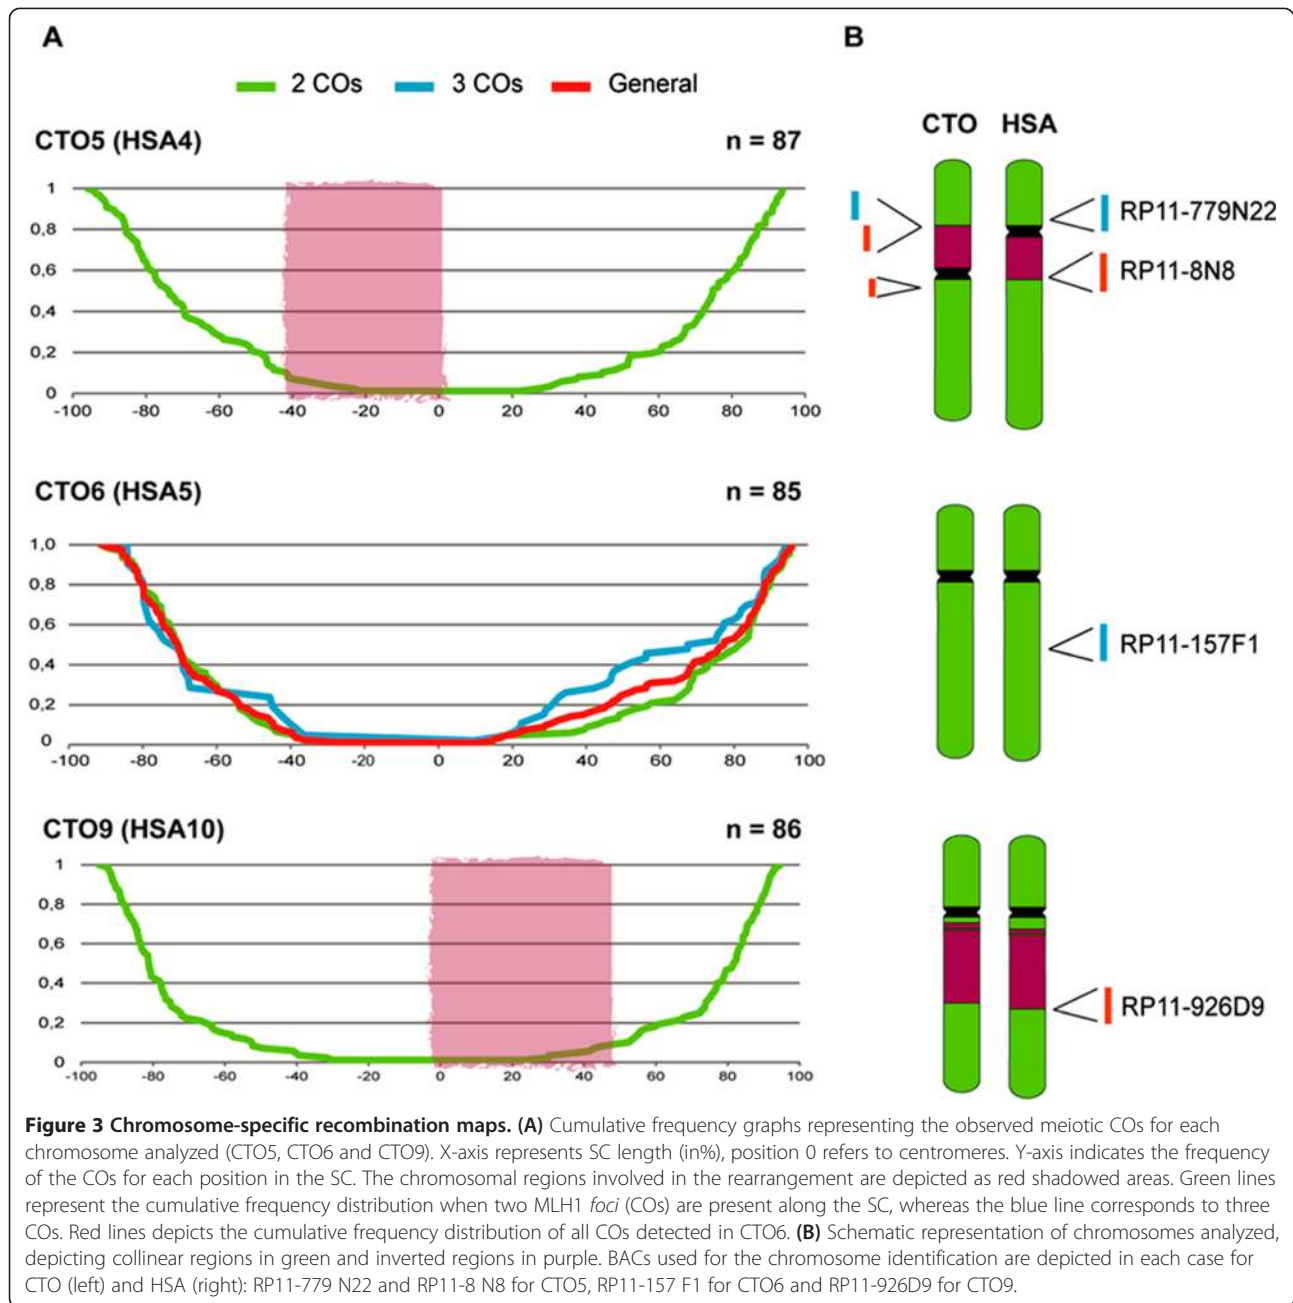 A
B
2 COs 3 COs General
CTO HSA
CTO5 (HSA4) n = 87
1
0,8
0,6
0,4
0,2
0
-100 -80 -60 -40 -20 0 20 40 60 80 100
RP11-779N22
RP11-8N8
CTO6 (HSA5) n = 85
1,0
0,8
0,6
0,4
0,2
0
-100 -80 -60 -40 -20 0 20 40 60 80 100
RP11-157F1
CTO9 (HSA10) n = 86
1
0,8
0,6
0,4
0,2
0
-100 -80 -60 -40 -20 0 20 40 60 80 100
RP11-926D9
Figure 3 Chromosome-specific recombination maps. (A) Cumulative frequency graphs representing the observed meiotic COs for each
chromosome analyzed (CTO5, CTO6 and CTO9). X-axis represents SC length (in%), position 0 refers to centromeres. Y-axis indicates the frequency
of the COs for each position in the SC. The chromosomal regions involved in the rearrangement are depicted as red shadowed areas. Green lines
represent the cumulative frequency distribution when two MLH1 foci (COs) are present along the SC, whereas the blue line corresponds to three
COs. Red lines depicts the cumulative frequency distribution of all COs detected in CTO6. (B) Schematic representation of chromosomes analyzed,
depicting collinear regions in green and inverted regions in purple. BACs used for the chromosome identification are depicted in each case for
CTO (left) and HSA (right): RP11-779 N22 and RP11-8 N8 for CTO5, RP11-157 F1 for CTO6 and RP11-926D9 for CTO9.